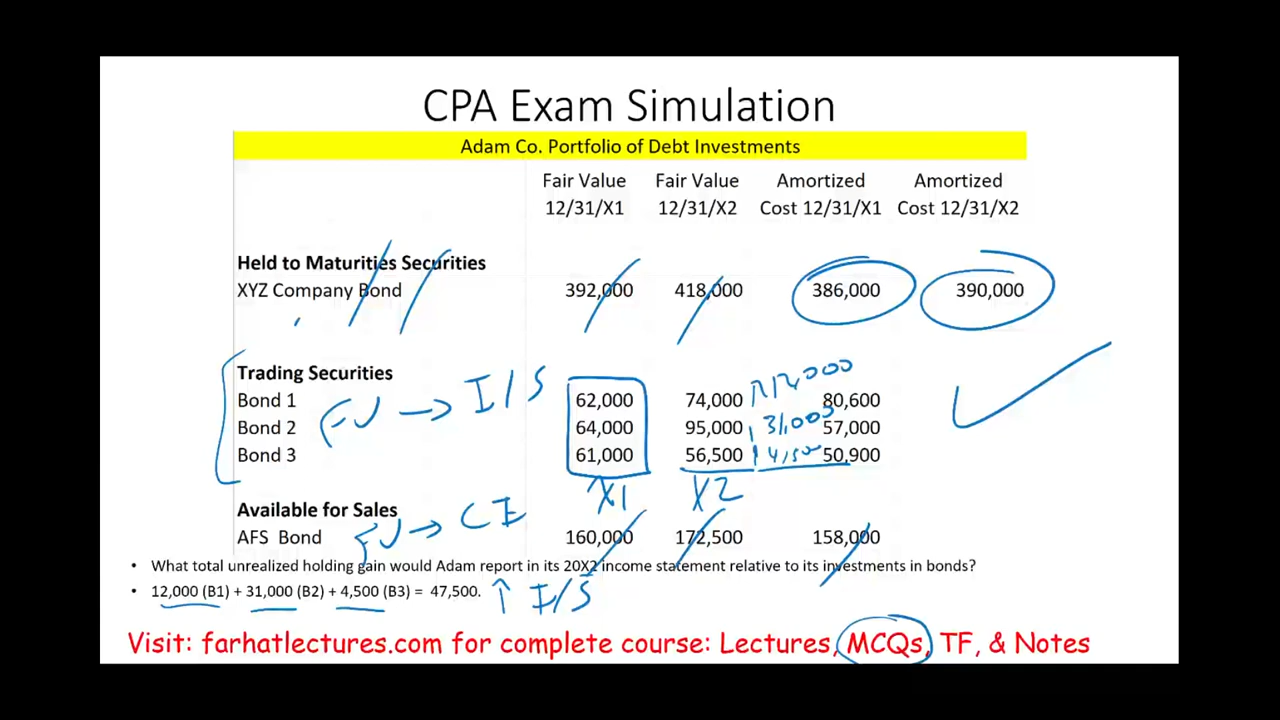 CPA Exam Simulation
Adam Co. Portfolio of Debt Investments
Fair Value Fair Value Amortized Amortized
12/31/X1 12/31/X2 Cost 12/31/X1 Cost 12/31/X2
Held to Maturities Securities
XYZ Company Bond 392,000 418,000 386,000 390,000
Trading Securities 12,000
Bond 1 FV → I/S 62,000 74,000 80,600
Bond 2 64,000 95,000 31,000 57,000
Bond 3 61,000 56,500 4,500 50,900
X1 X2
Available for Sales
AFS Bond FV → CI 160,000 172,500 158,000
• What total unrealized holding gain would Adam report in its 20X2 income statement relative to its investments in bonds?
• 12,000 (B1) + 31,000 (B2) + 4,500 (B3) = 47,500. ↑ I/S
Visit: farhatlectures.com for complete course: Lectures, MCQs, TF, & Notes